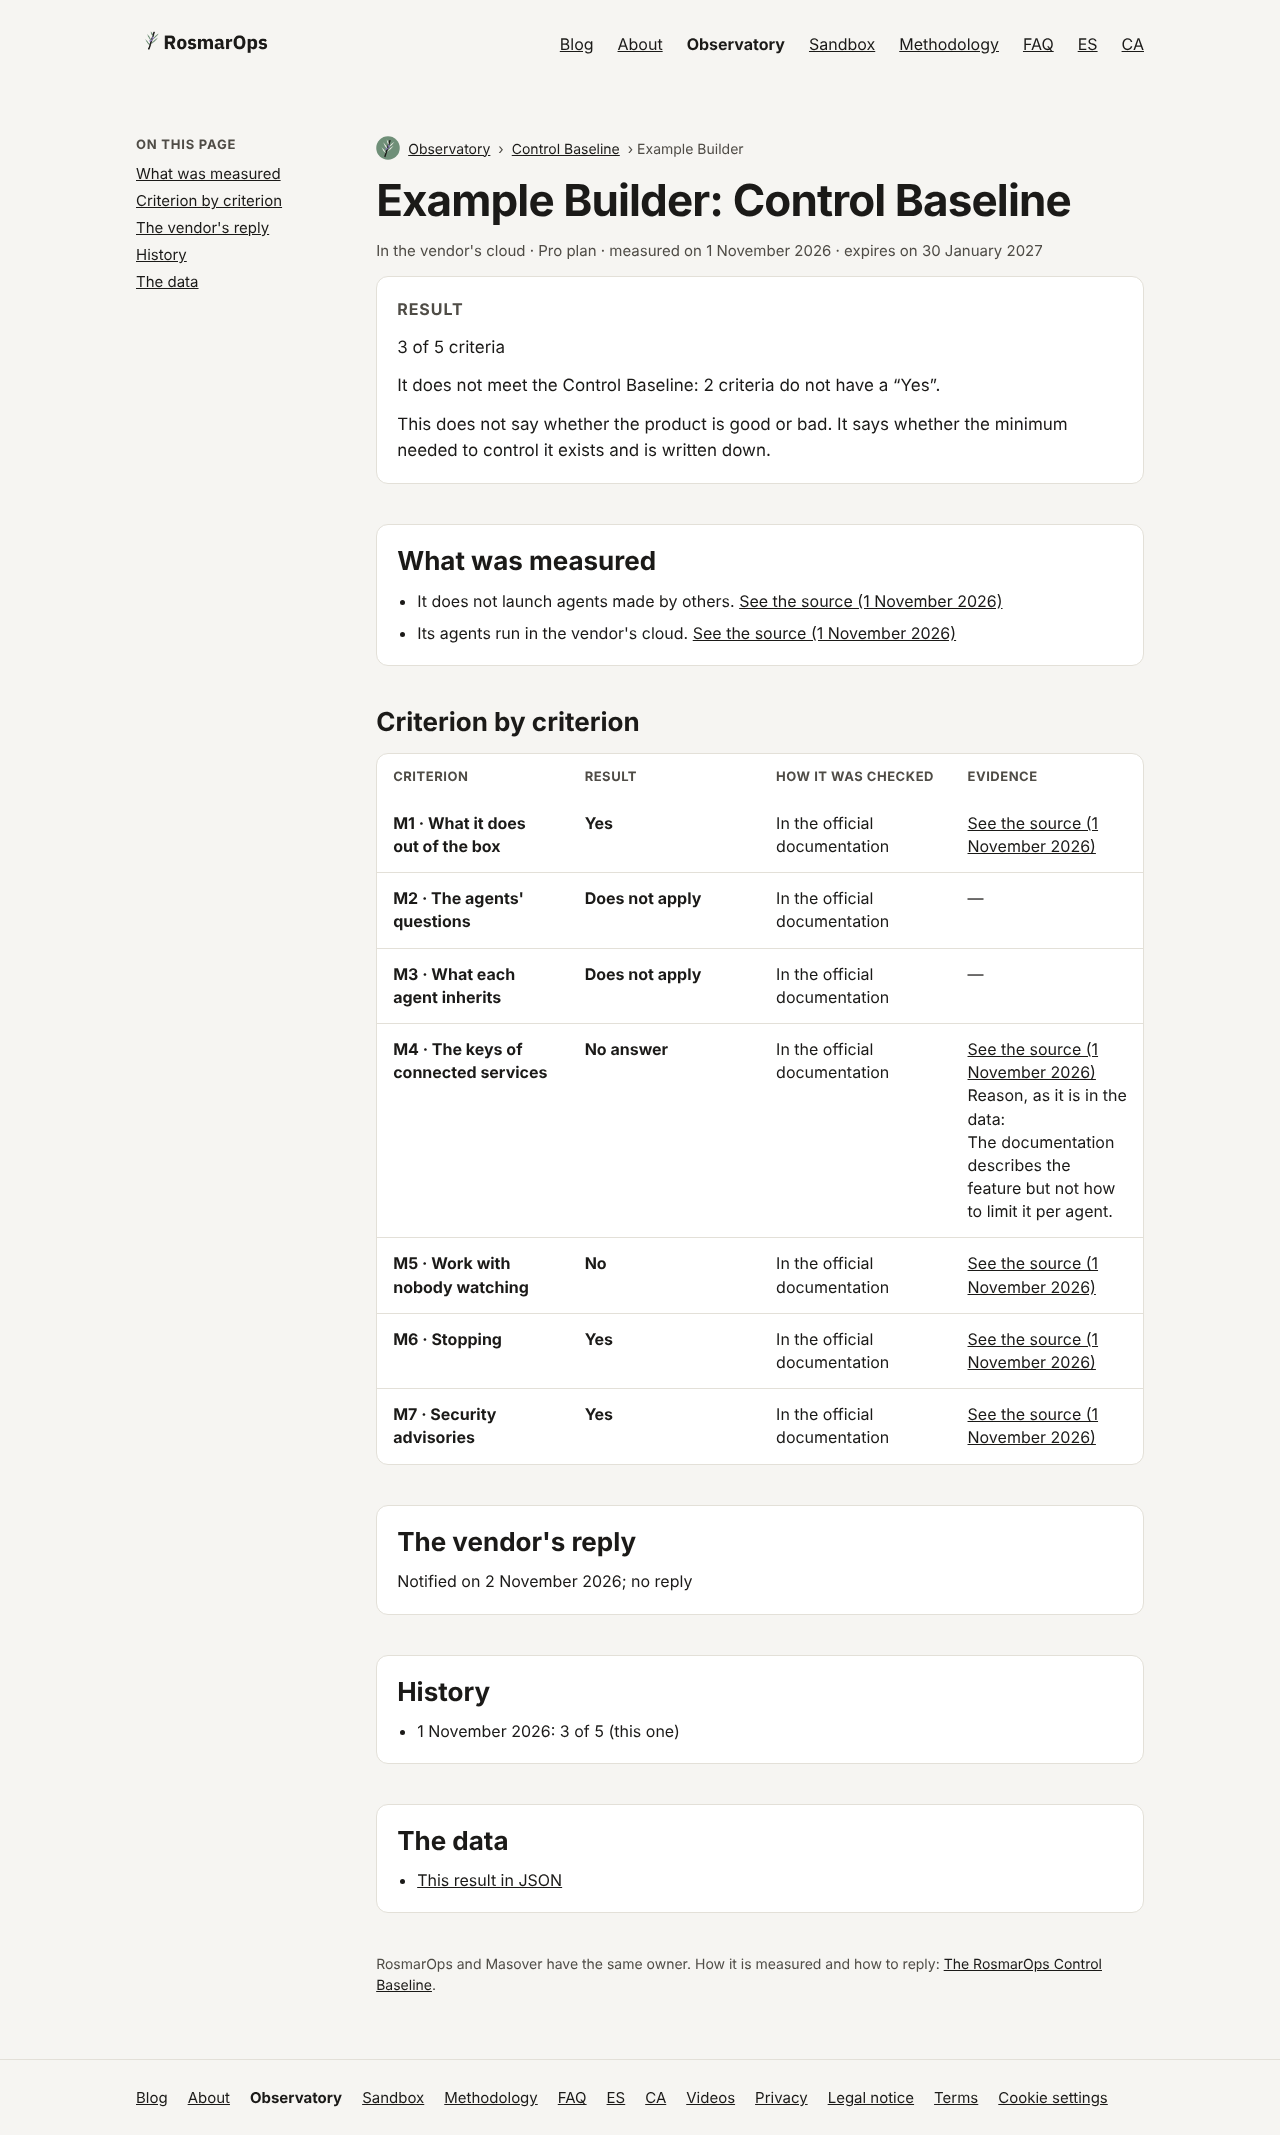 RosmarOps
Blog About Observatory Sandbox Methodology FAQ ES CA
ON THIS PAGE
What was measured
Criterion by criterion
The vendor's reply
History
The data
Observatory › Control Baseline › Example Builder
Example Builder: Control Baseline
In the vendor's cloud · Pro plan · measured on 1 November 2026 · expires on 30 January 2027
RESULT
3 of 5 criteria
It does not meet the Control Baseline: 2 criteria do not have a “Yes”.
This does not say whether the product is good or bad. It says whether the minimum
needed to control it exists and is written down.
What was measured
• It does not launch agents made by others. See the source (1 November 2026)
• Its agents run in the vendor's cloud. See the source (1 November 2026)
Criterion by criterion
CRITERION RESULT HOW IT WAS CHECKED EVIDENCE
M1 · What it does Yes In the official See the source (1
out of the box documentation November 2026)
M2 · The agents' Does not apply In the official —
questions documentation
M3 · What each Does not apply In the official —
agent inherits documentation
M4 · The keys of No answer In the official See the source (1
connected services documentation November 2026)
Reason, as it is in the
data:
The documentation
describes the
feature but not how
to limit it per agent.
M5 · Work with No In the official See the source (1
nobody watching documentation November 2026)
M6 · Stopping Yes In the official See the source (1
documentation November 2026)
M7 · Security Yes In the official See the source (1
advisories documentation November 2026)
The vendor's reply
Notified on 2 November 2026; no reply
History
• 1 November 2026: 3 of 5 (this one)
The data
• This result in JSON
RosmarOps and Masover have the same owner. How it is measured and how to reply: The RosmarOps Control
Baseline.
Blog About Observatory Sandbox Methodology FAQ ES CA Videos Privacy Legal notice Terms Cookie settings